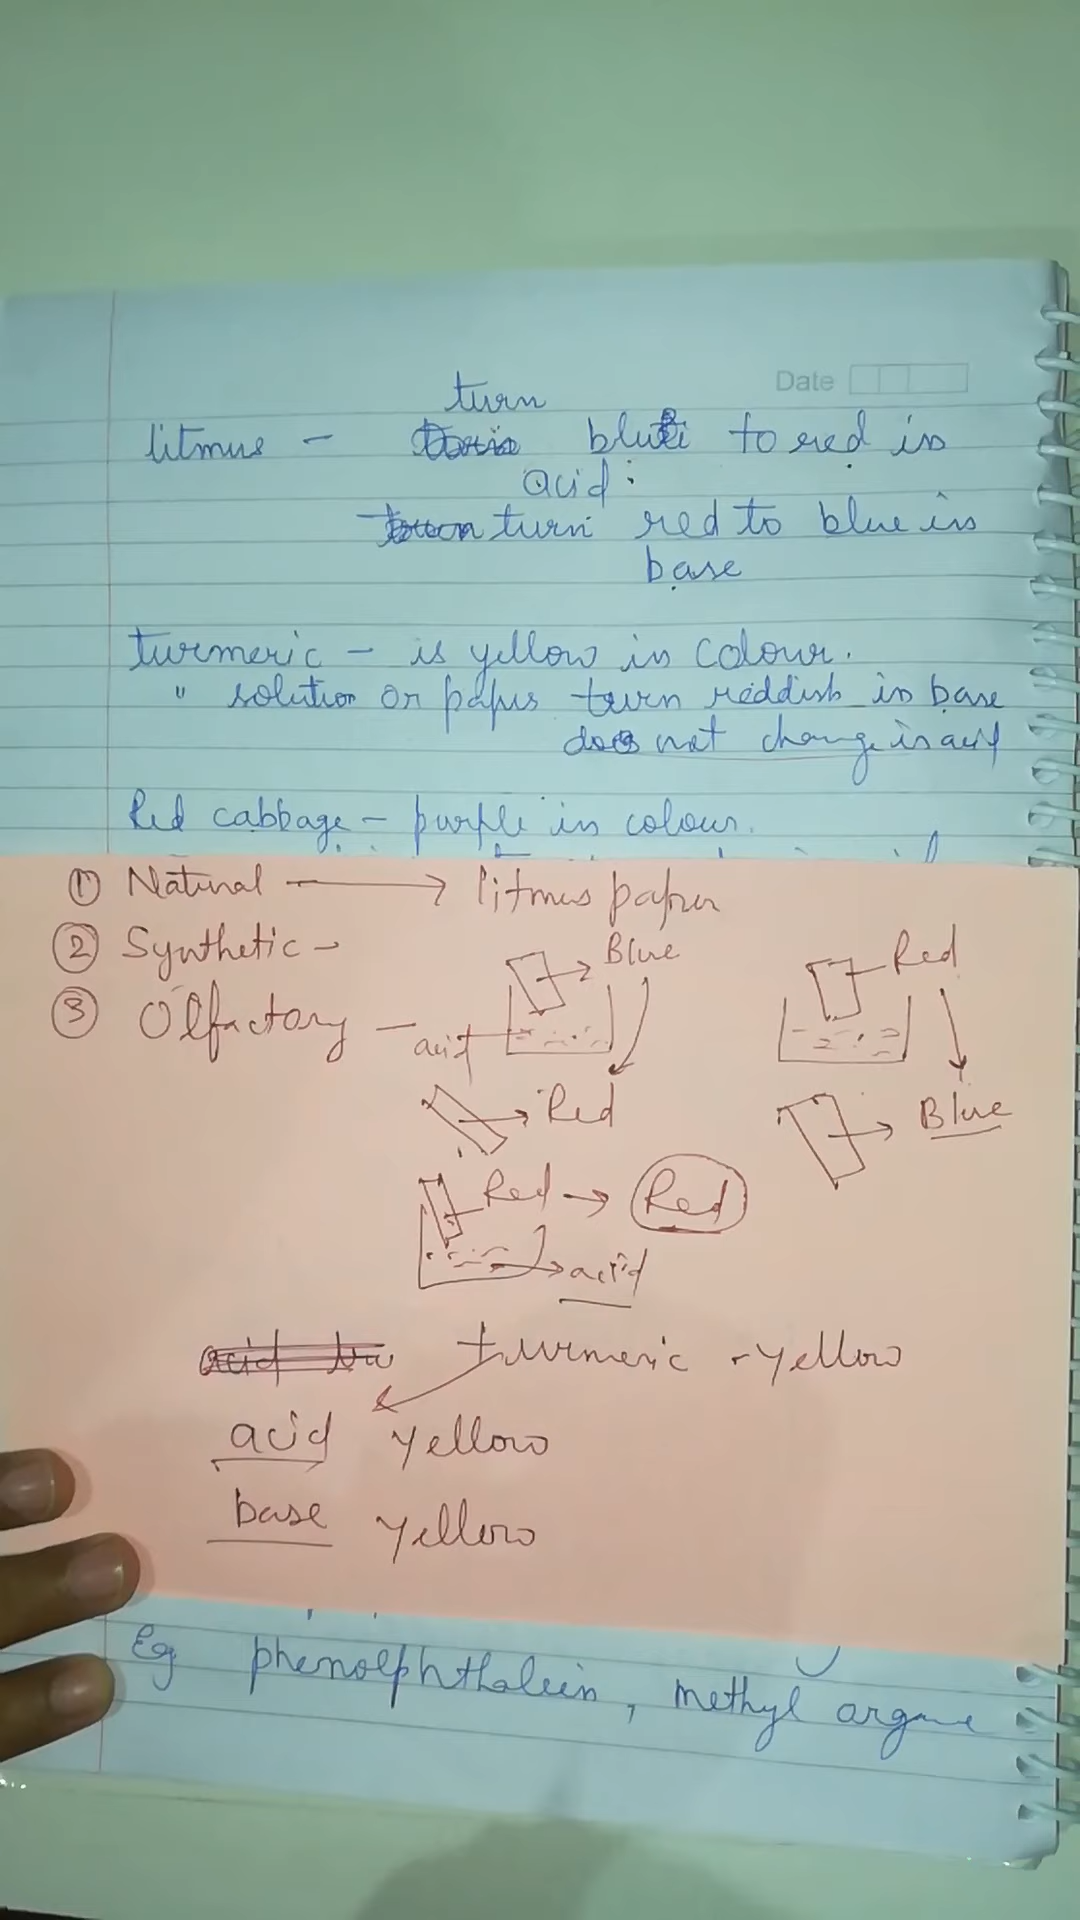 Date
turn
litmus - blue to red in
acid.
turn red to blue in
base
turmeric - is yellow in colour.
" solution or paper turn reddish in base
does not change in acid
Red cabbage - purple in colour.
① Natural → litmus paper
② Synthetic -
③ Olfactory -
Blue
acid
Red
Red
Blue
Red → Red
acid
turmeric - yellow
acid yellow
base yellow
Eg phenolphthalein, methyl argane